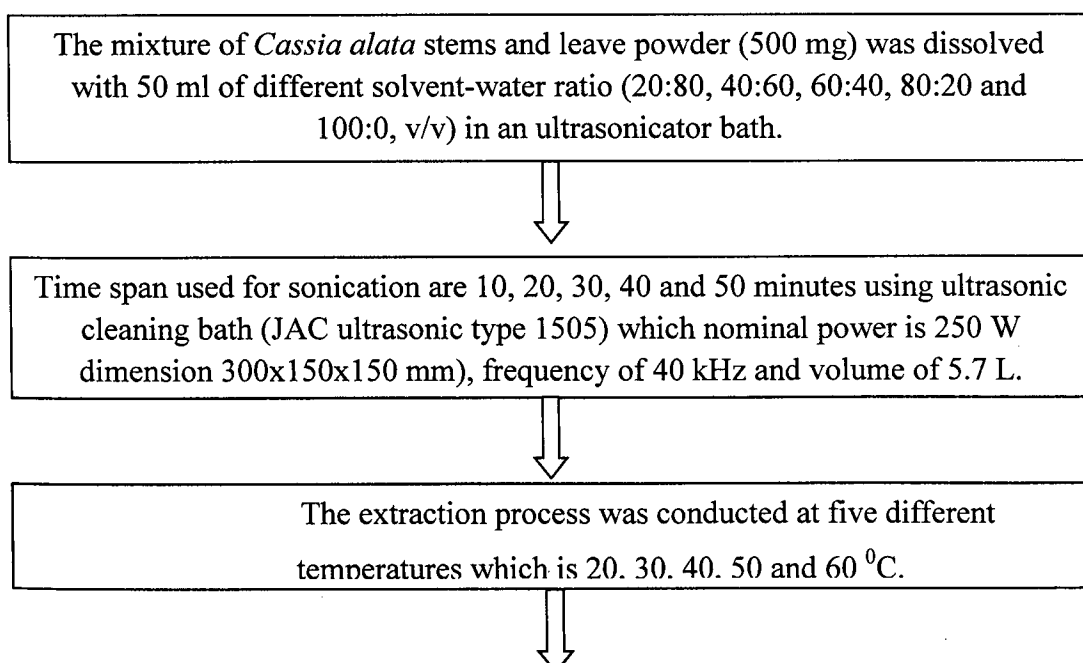 The mixture of Cassia alata stems and leave powder (500 mg) was dissolved
with 50 ml of different solvent-water ratio (20:80, 40:60, 60:40, 80:20 and
100:0, v/v) in an ultrasonicator bath.
Time span used for sonication are 10, 20, 30, 40 and 50 minutes using ultrasonic
cleaning bath (JAC ultrasonic type 1505) which nominal power is 250 W
dimension 300x150x150 mm), frequency of 40 kHz and volume of 5.7 L.
The extraction process was conducted at five different
temperatures which is 20, 30, 40, 50 and 60 ⁰C.